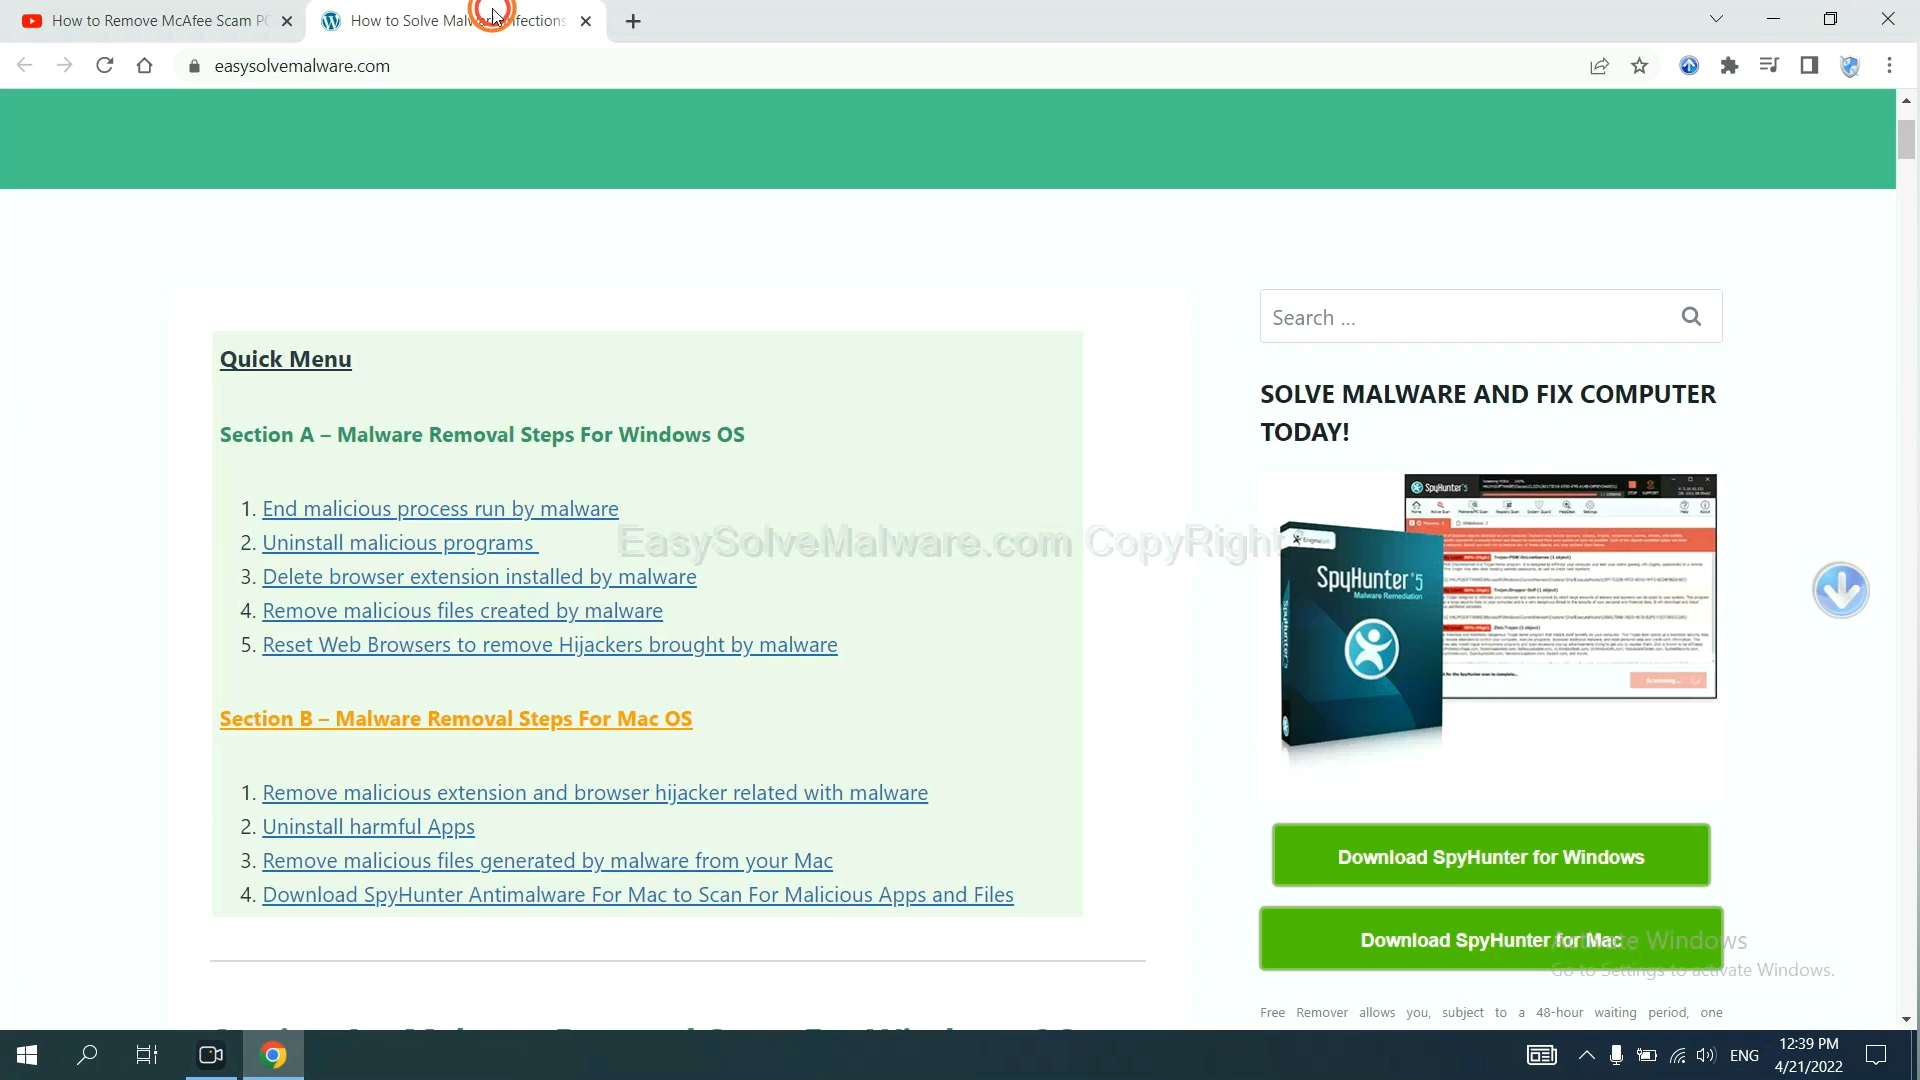 How to Remove McAfee Scam P
How to Solve Malware Infections
easysolvemalware.com
Search ...
Quick Menu
SOLVE MALWARE AND FIX COMPUTER
TODAY!
Section A – Malware Removal Steps For Windows OS
1. End malicious process run by malware
2. Uninstall malicious programs
3. Delete browser extension installed by malware
4. Remove malicious files created by malware
5. Reset Web Browsers to remove Hijackers brought by malware
EasySolveMalware.com CopyRight
SpyHunter 5
EnigmaSoft
SpyHunter 5
Malware Remediation
Scanning...
Section B – Malware Removal Steps For Mac OS
1. Remove malicious extension and browser hijacker related with malware
2. Uninstall harmful Apps
3. Remove malicious files generated by malware from your Mac
4. Download SpyHunter Antimalware For Mac to Scan For Malicious Apps and Files
Download SpyHunter for Windows
Download SpyHunter for Mac
Activate Windows
Go to Settings to activate Windows.
Free Remover allows you, subject to a 48-hour waiting period, one
ENG
12:39 PM
4/21/2022